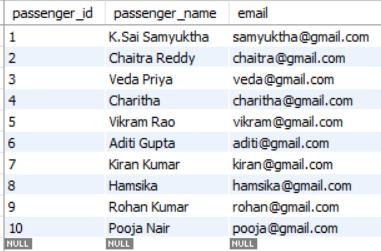 passenger_id passenger_name email
1 K.Sai Samyuktha samyuktha@gmail.com
2 Chaitra Reddy chaitra@gmail.com
3 Veda Priya veda@gmail.com
4 Charitha charitha@gmail.com
5 Vikram Rao vikram@gmail.com
6 Aditi Gupta aditi@gmail.com
7 Kiran Kumar kiran@gmail.com
8 Hamsika hamsika@gmail.com
9 Rohan Kumar rohan@gmail.com
10 Pooja Nair pooja@gmail.com
NULL NULL NULL